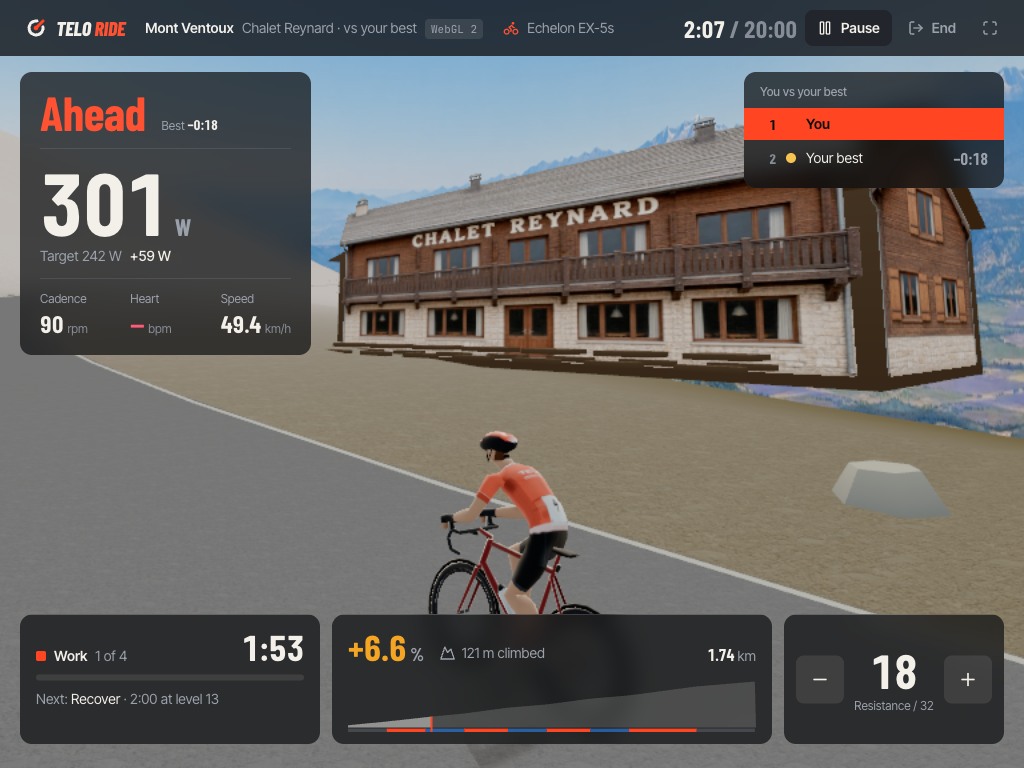 TELO RIDE Mont Ventoux Chalet Reynard · vs your best WebGL 2 Echelon EX-5s 2:07 / 20:00 Pause End
Ahead Best −0:18
301 W
Target 242 W +59 W
Cadence Heart Speed
90 rpm — bpm 49.4 km/h
You vs your best
1 You
2 Your best −0:18
CHALET REYNARD
Work 1 of 4 1:53
Next: Recover · 2:00 at level 13
+6.6 % 121 m climbed 1.74 km
− 18 +
Resistance / 32